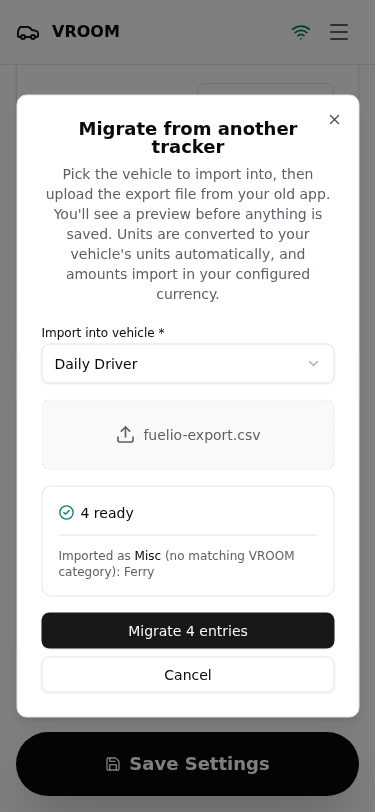 VROOM
Migrate from another
tracker
Pick the vehicle to import into, then
upload the export file from your old app.
You'll see a preview before anything is
saved. Units are converted to your
vehicle's units automatically, and
amounts import in your configured
currency.
Import into vehicle *
Daily Driver
fuelio-export.csv
4 ready
Imported as Misc (no matching VROOM
category): Ferry
Migrate 4 entries
Cancel
Save Settings